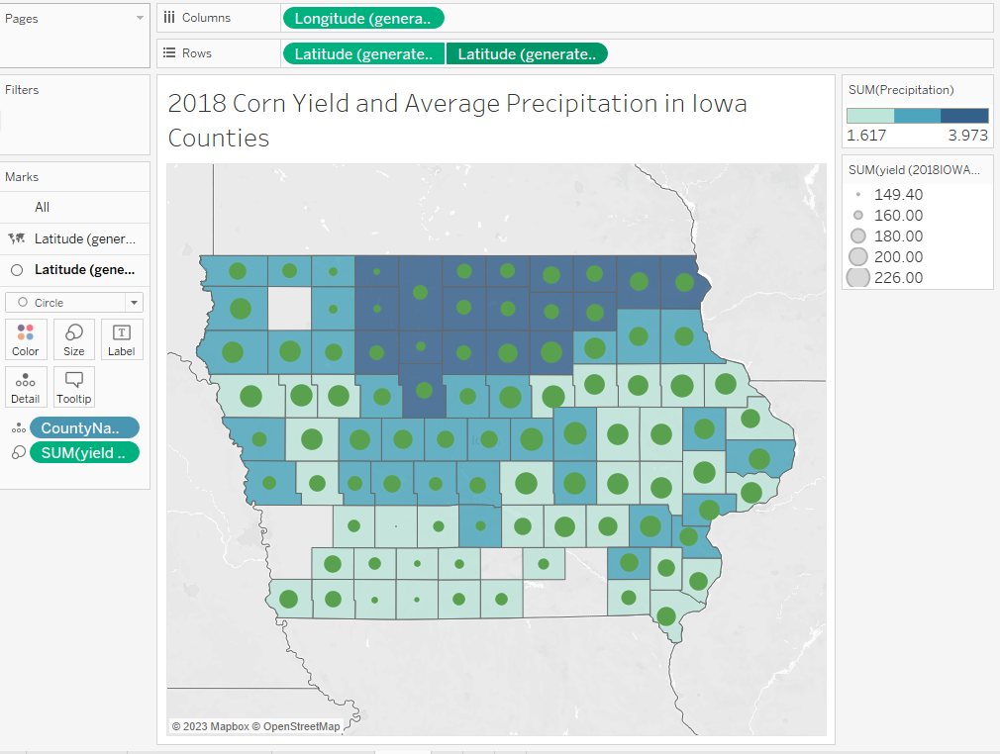 Pages
Columns
Longitude (genera..
Rows
Latitude (generate..
Latitude (generate..
Filters
Marks
All
Latitude (gener...
Latitude (gene...
Circle
Color
Size
T
Label
Detail
Tooltip
CountyNa..
SUM(yield ..
2018 Corn Yield and Average Precipitation in Iowa
Counties
© 2023 Mapbox © OpenStreetMap
SUM(Precipitation)
1.617
3.973
SUM(yield (2018IOWA...
149.40
160.00
180.00
200.00
226.00